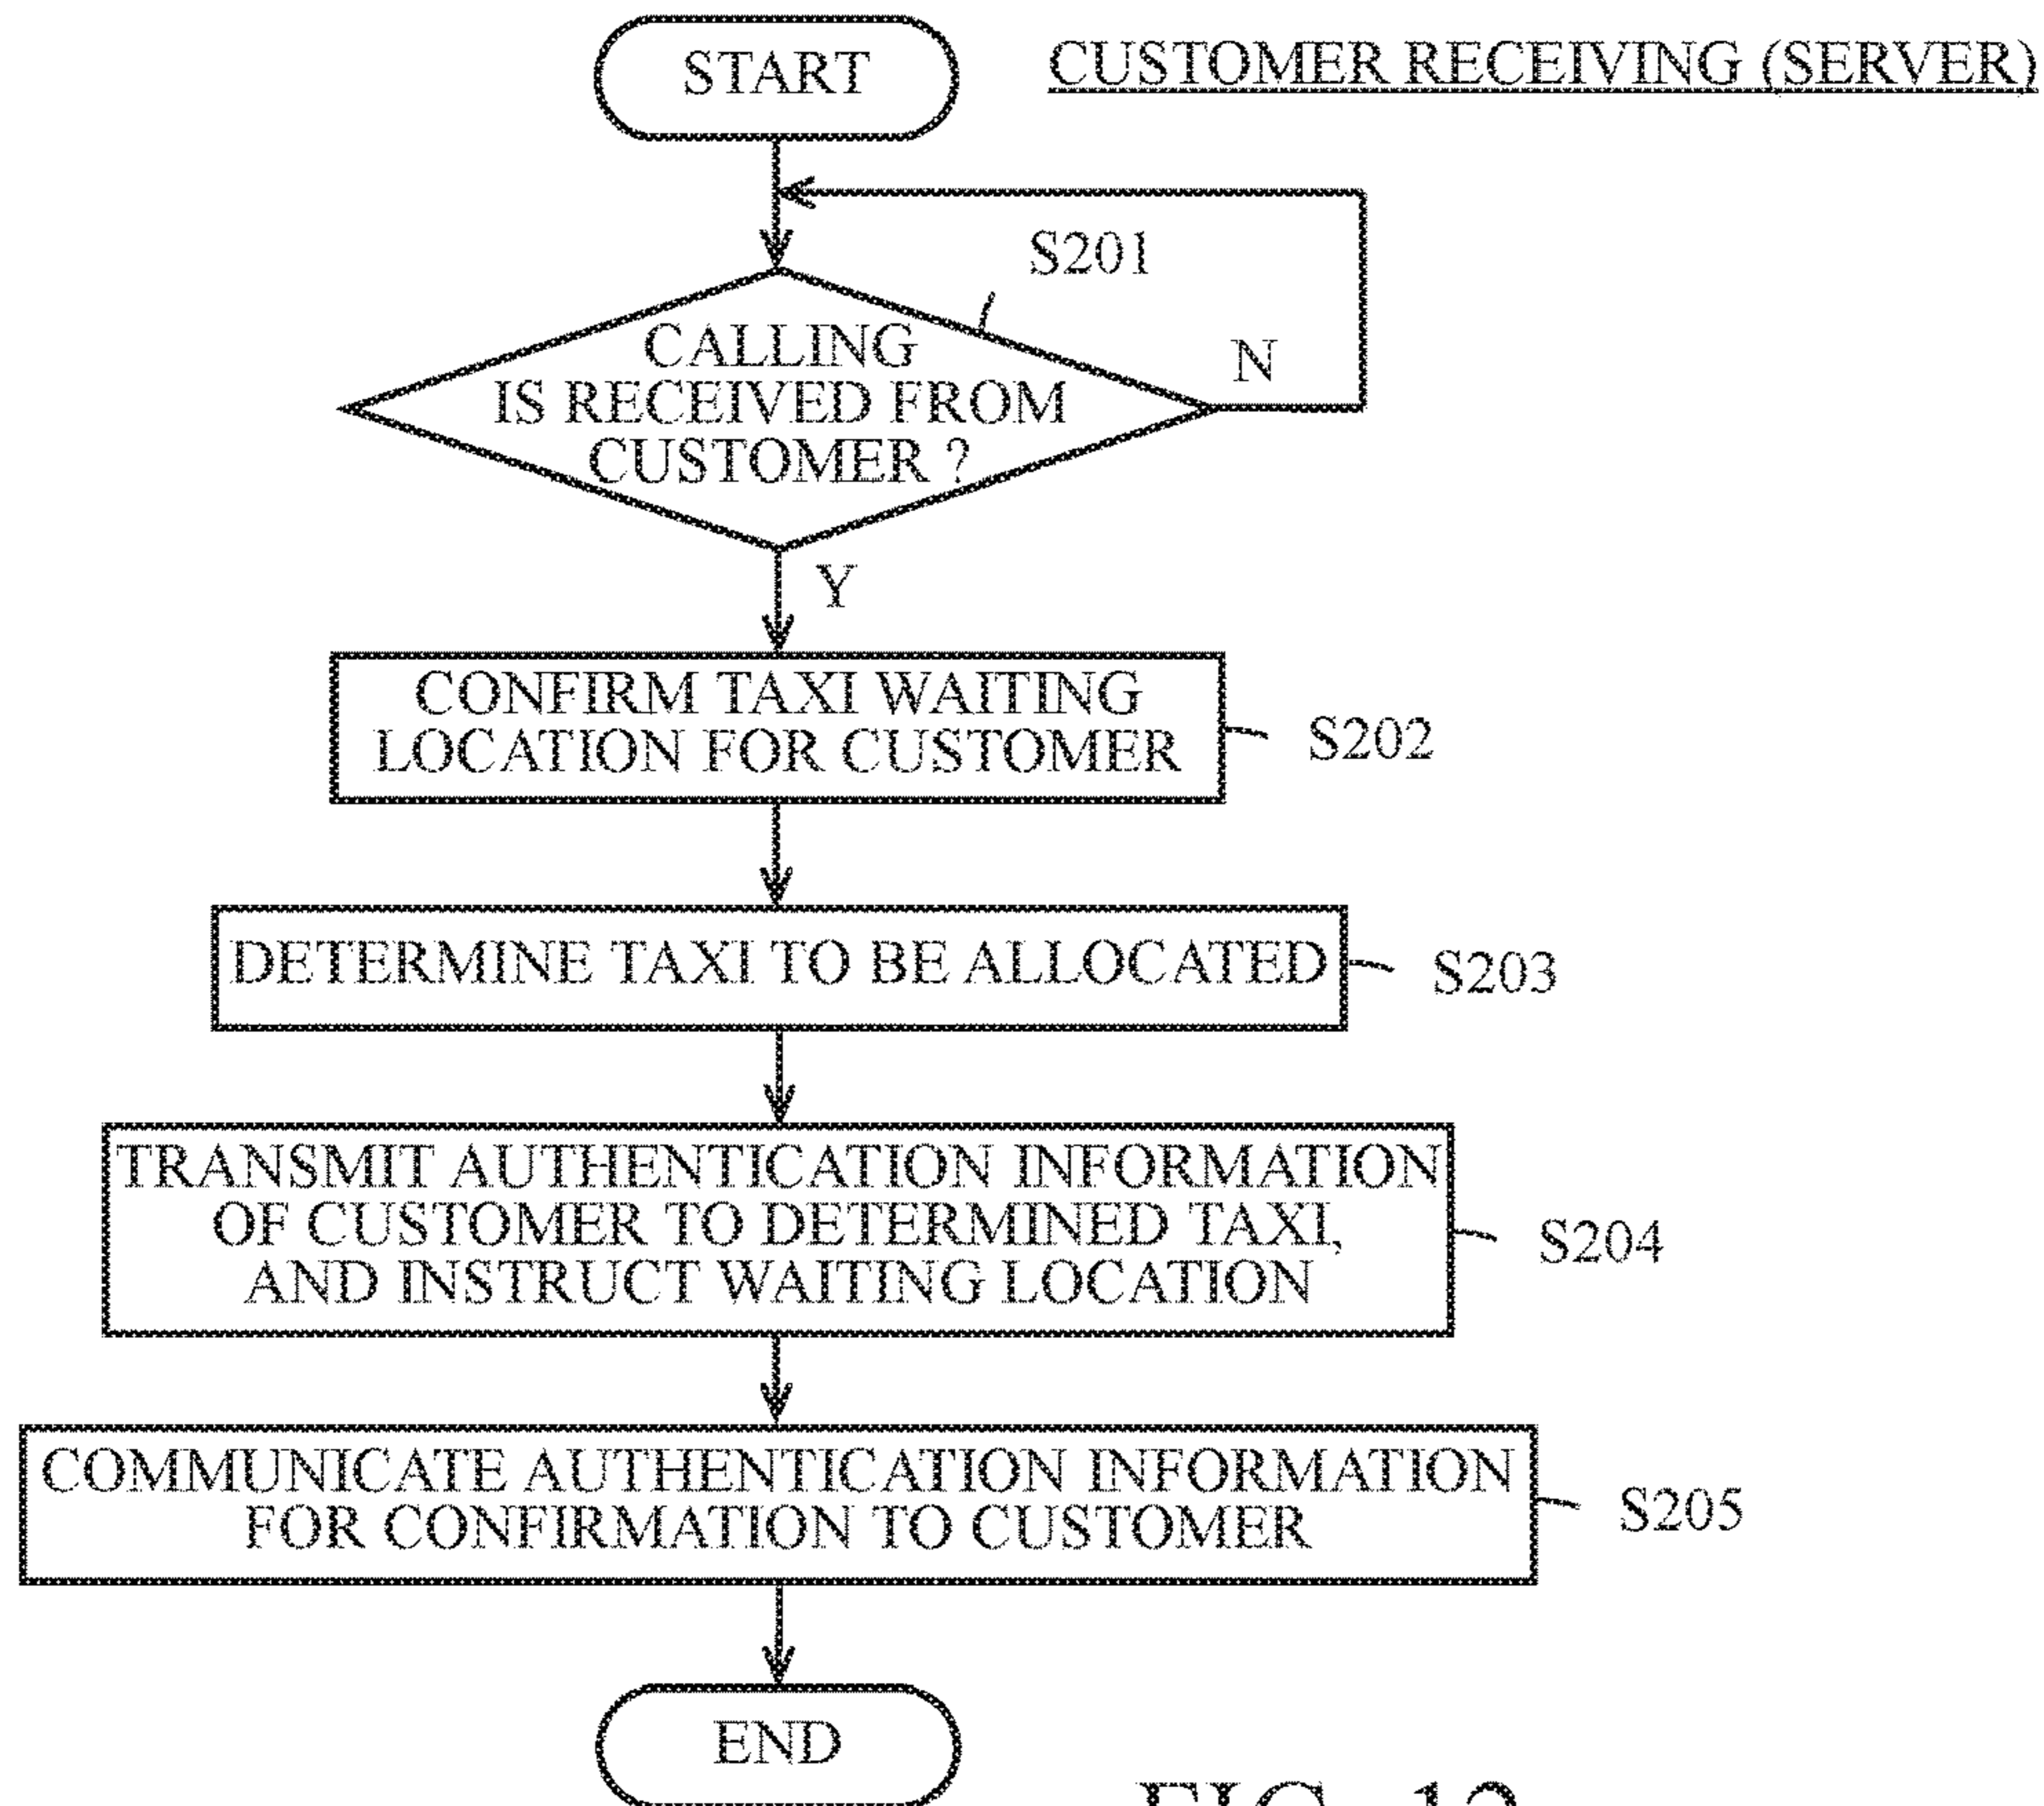 START
CUSTOMER RECEIVING (SERVER)
S201
CALLING
IS RECEIVED FROM
CUSTOMER ?
N
Y
CONFIRM TAXI WAITING
LOCATION FOR CUSTOMER
S202
DETERMINE TAXI TO BE ALLOCATED
S203
TRANSMIT AUTHENTICATION INFORMATION
OF CUSTOMER TO DETERMINED TAXI,
AND INSTRUCT WAITING LOCATION
S204
COMMUNICATE AUTHENTICATION INFORMATION
FOR CONFIRMATION TO CUSTOMER
S205
END
FIG. 12